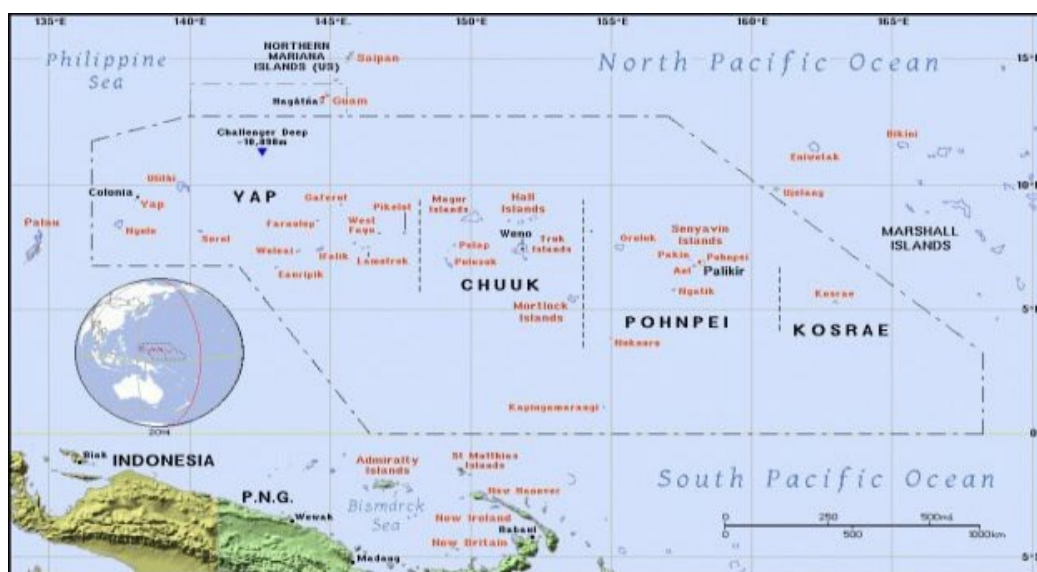 135°E
140°E
145°E
150°E
155°E
160°E
165°E
Philippine
Sea
NORTHERN
MARIANA
ISLANDS (US)
Saipan
North Pacific Ocean
15°
Hagåtña
Guam
Challenger Deep
Bikini
Eniwetak
Ulithi
10°
Colonia
YAP
Gaferut
Pikelot
Magur
Islands
Hall
Islands
Ujelang
Yap
Palau
Ngulu
Sorol
Faraulep
West
Fayu
Weno
Truk
Islands
Pulap
Oroluk
Senyavin
Islands
MARSHALL
ISLANDS
Woleai
Ifalik
Lamotrek
Puluwat
Pakin
Pohnpei
Ant
Palikir
Eauripik
CHUUK
Ngatik
Kosrae
Mortlock
Islands
5°
POHNPEI
KOSRAE
Nukuoro
Kapingamarangi
2014
0°
Biak
INDONESIA
Admiralty
Islands
St Matthias
Islands
South Pacific Ocean
P.N.G.
Bismarck
Sea
New Hanover
Wewak
New Ireland
Rabaul
0
250
500mi
New Britain
0
500
1000km
Madang
5°